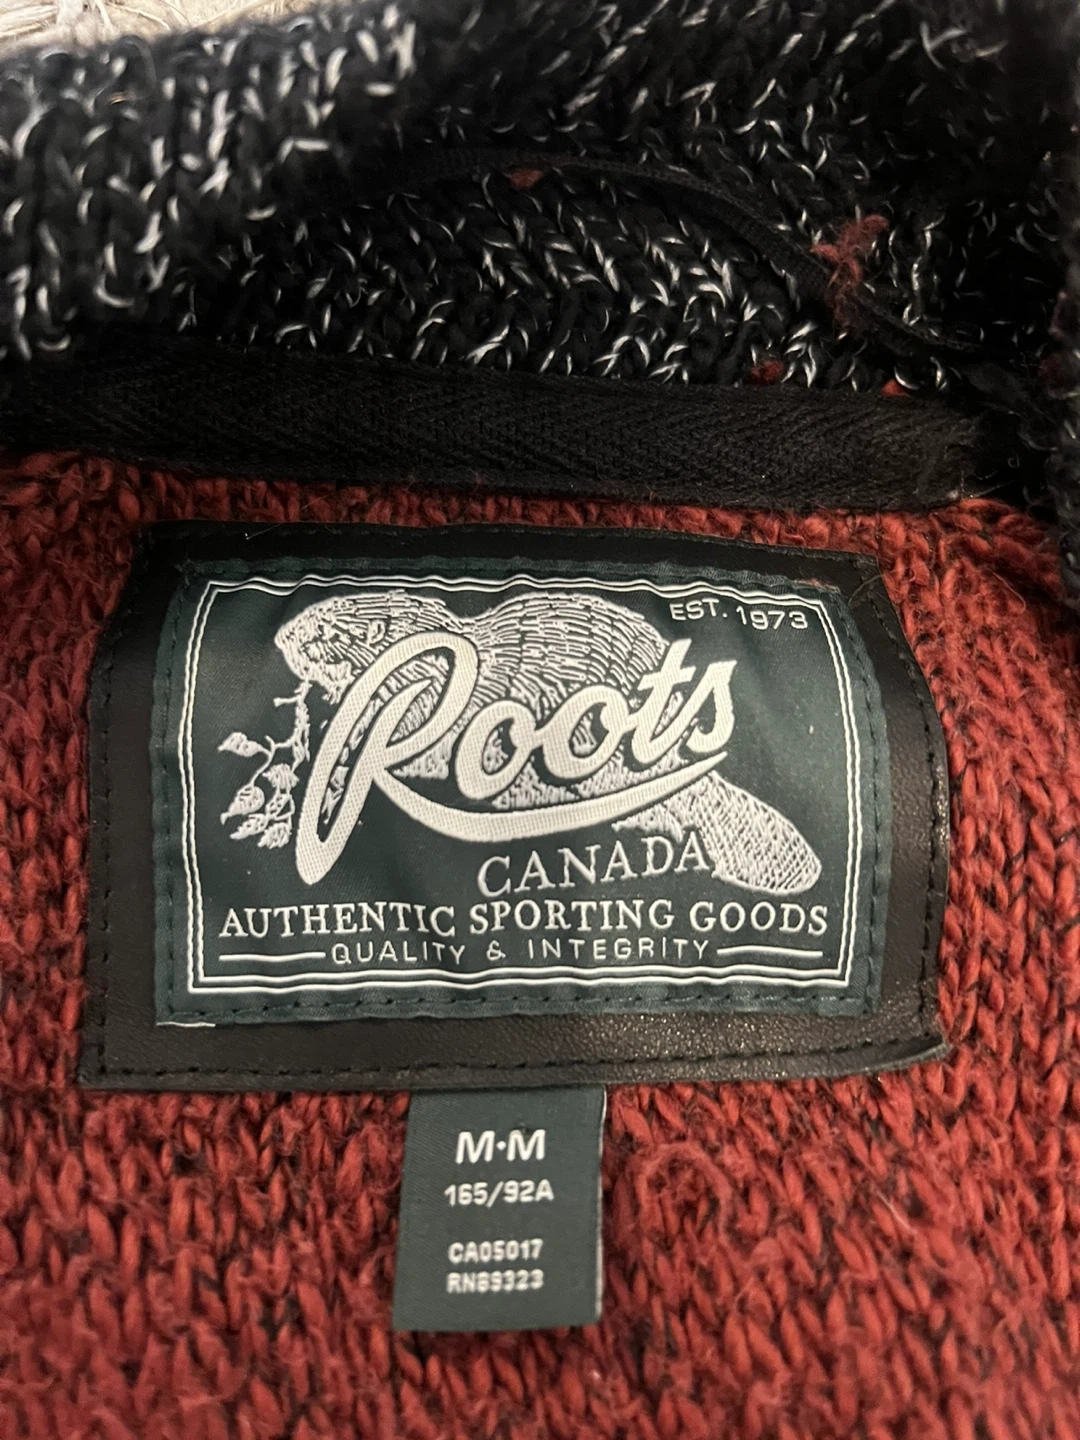 EST. 1973
Roots
CANADA
AUTHENTIC SPORTING GOODS
QUALITY & INTEGRITY
M·M
165/92A
CA05017
RN89323